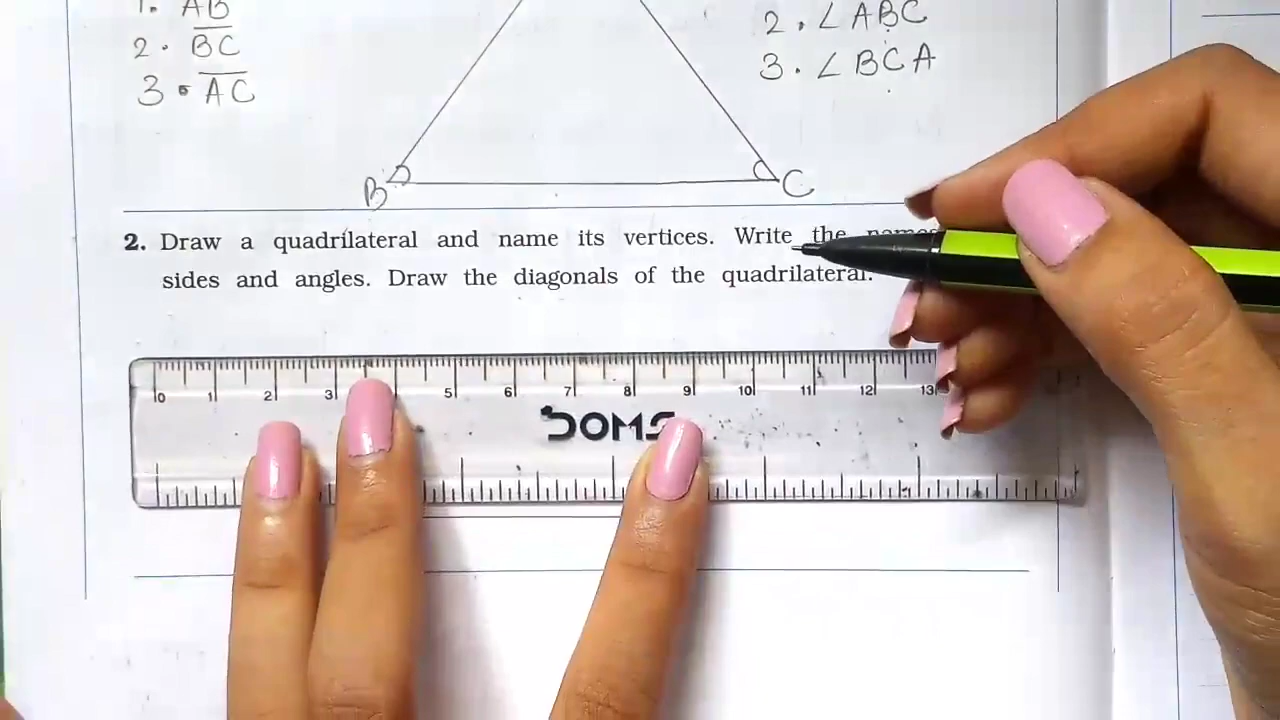 1. AB
2. BC
3. AC
2. ∠ABC
3. ∠BCA
B
C
2. Draw a quadrilateral and name its vertices. Write the names
sides and angles. Draw the diagonals of the quadrilateral.
0 1 2 3 5 6 7 8 9 10 11 12 13
DOMS